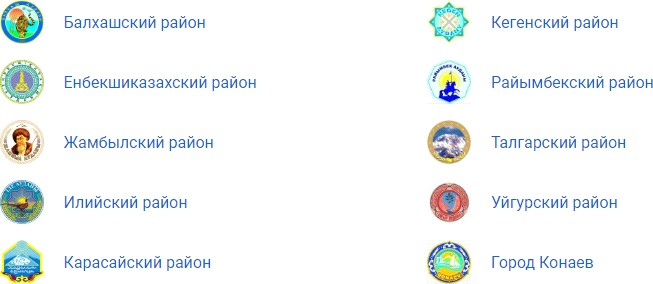 Балхашский район
Енбекшиказахский район
Жамбылский район
Илийский район
Карасайский район
Кегенский район
Райымбекский район
Талгарский район
Уйгурский район
Город Конаев